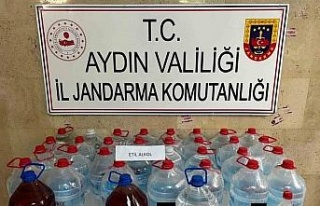 T.C.
AYDIN VALİLİĞİ
İL JANDARMA KOMUTANLIĞI
ETİL ALKOL